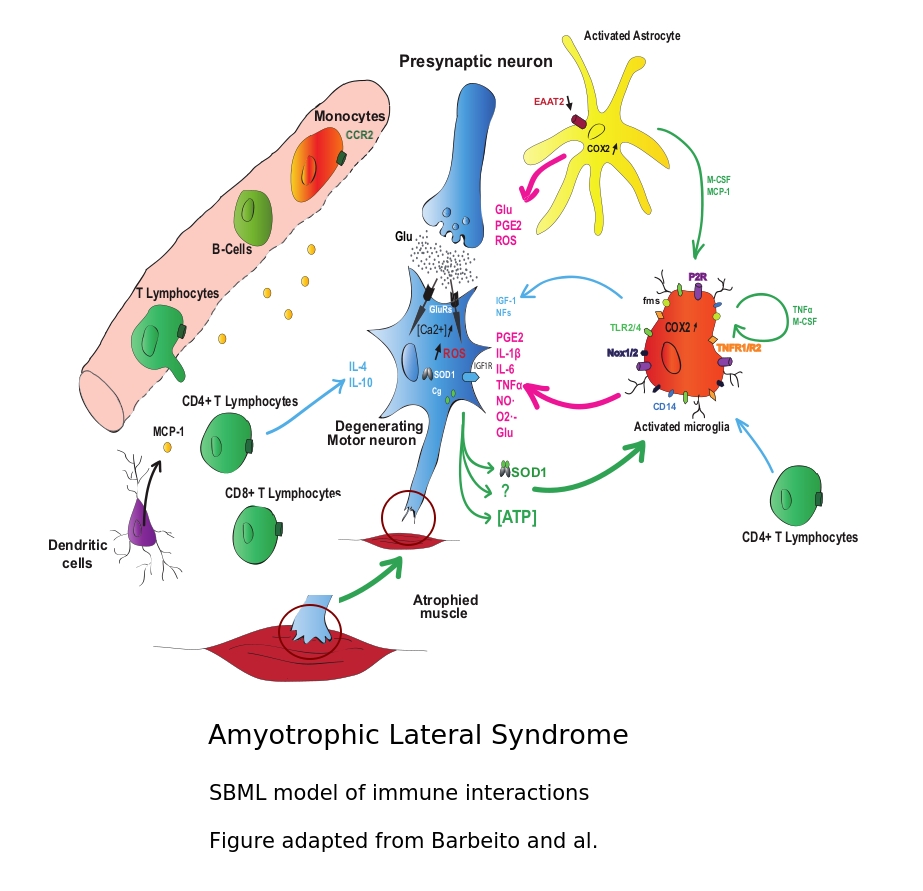 Activated Astrocyte
Presynaptic neuron
EAAT2
COX2
Monocytes
CCR2
M-CSF
MCP-1
Glu
PGE2
ROS
B-Cells
Glu
T Lymphocytes
P2R
fms
IGF-1
NFs
GluRs
[Ca2+]
TLR2/4
COX2
TNFα
M-CSF
PGE2
IL-1β
IL-6
TNFα
NO·
O2·-
Glu
ROS
IGFIR
SOD1
Cg
Nox1/2
TNFR1/R2
CD14
Activated microglia
IL-4
IL-10
CD4+ T Lymphocytes
MCP-1
Degenerating
Motor neuron
SOD1
?
[ATP]
CD8+ T Lymphocytes
CD4+ T Lymphocytes
Dendritic
cells
Atrophied
muscle
Amyotrophic Lateral Syndrome
SBML model of immune interactions
Figure adapted from Barbeito and al.